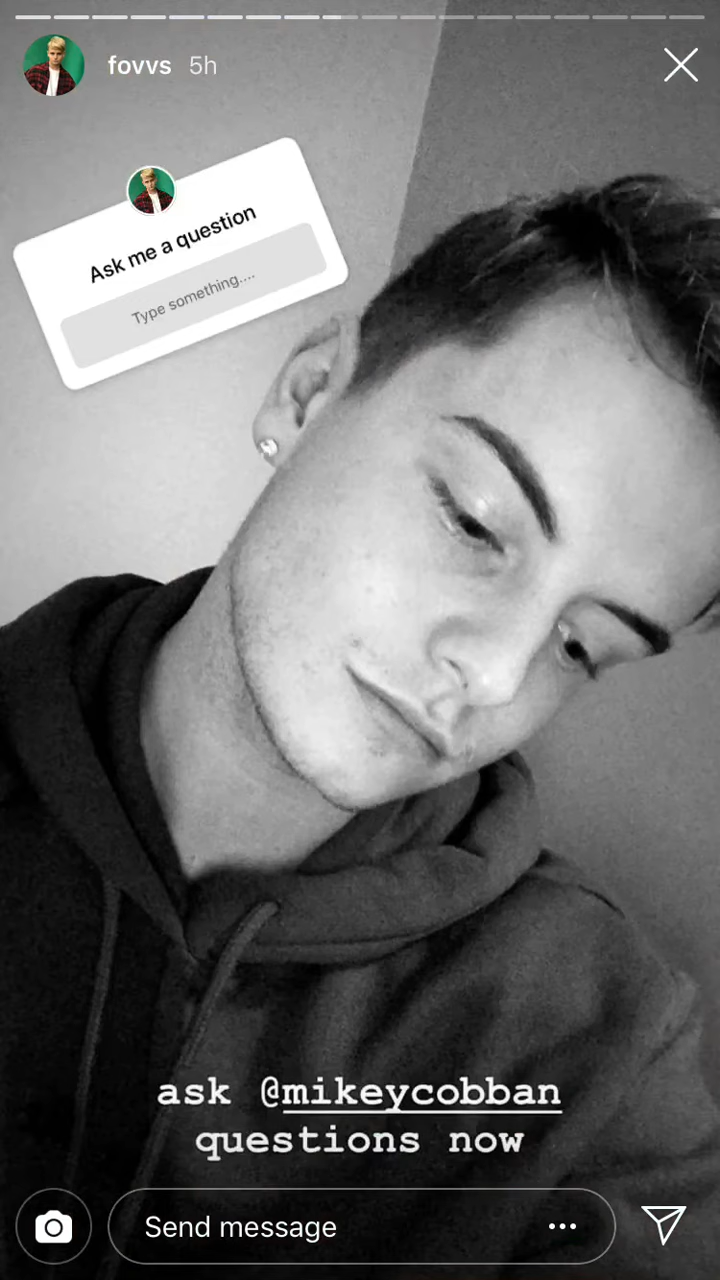 fovvs 5h
Ask me a question
Type something....
ask @mikeycobban
questions now
Send message